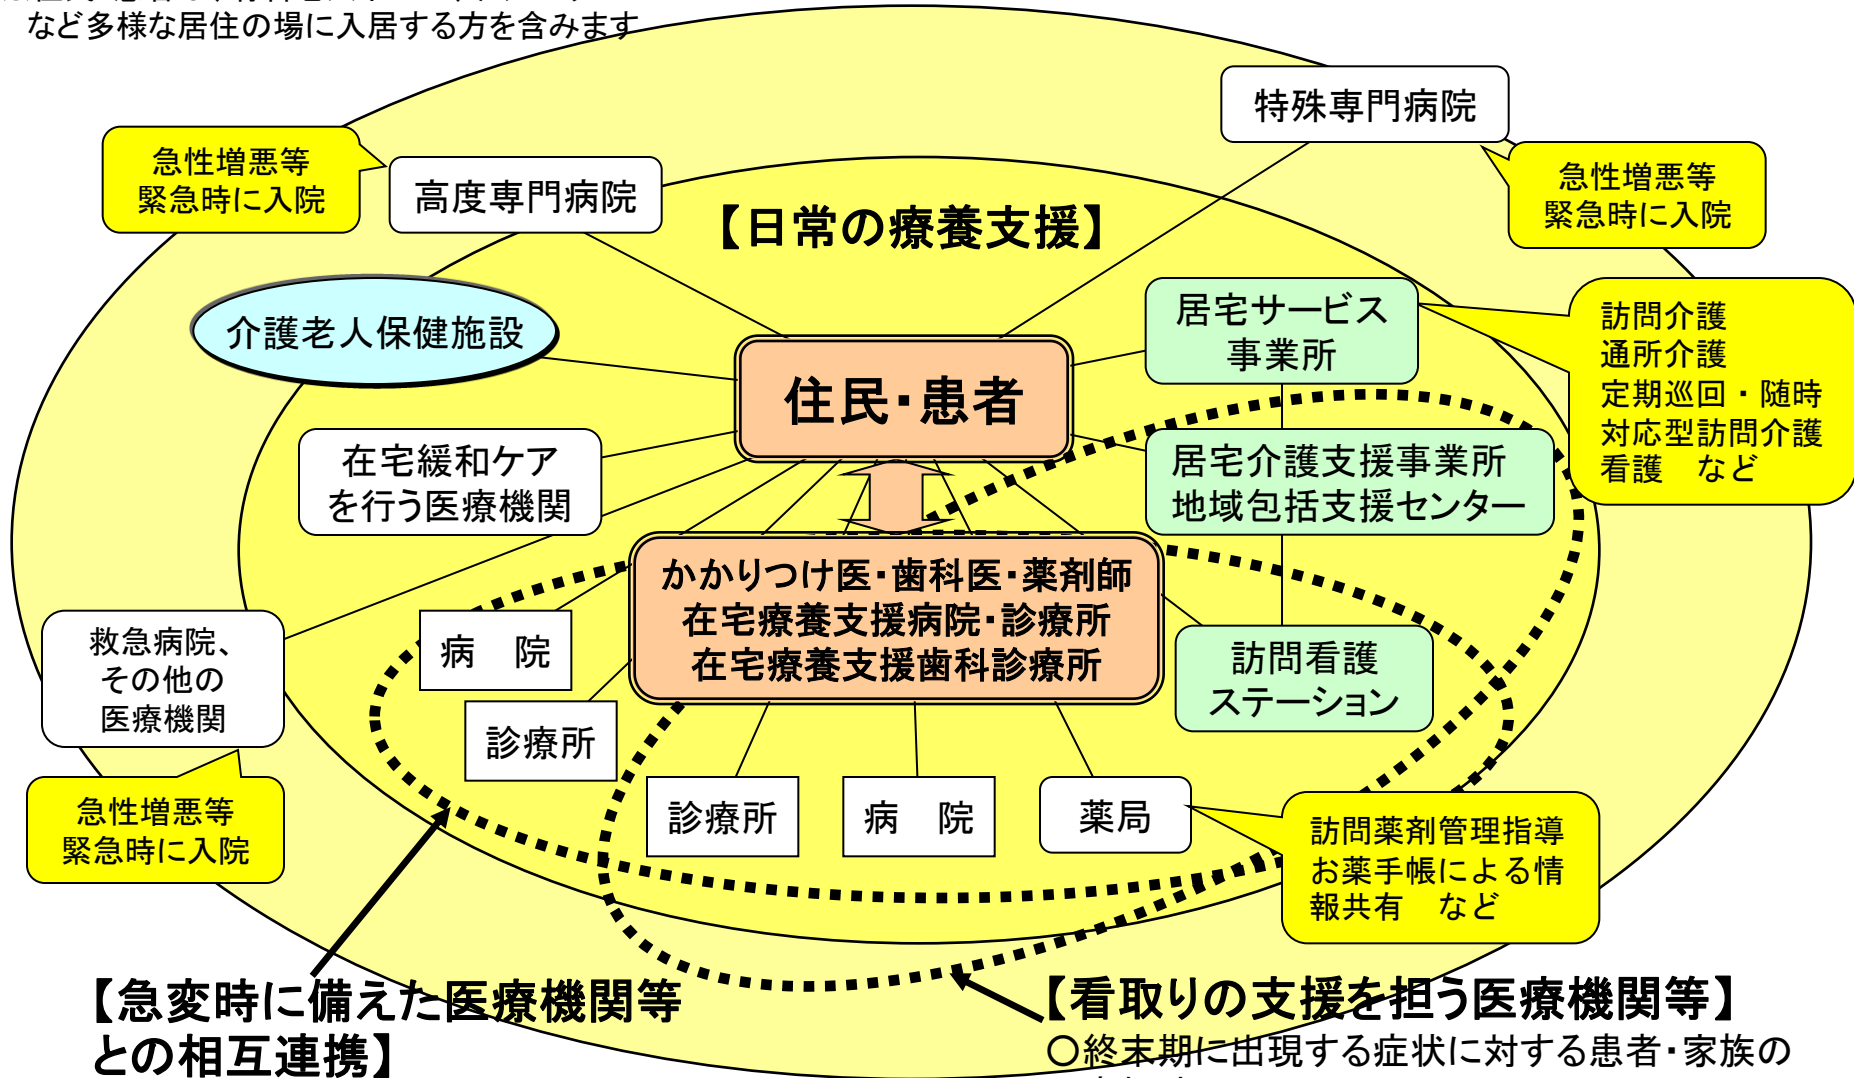 など多様な居住の場に入居する方を含みます
特殊専門病院
急性増悪等
緊急時に入院
高度専門病院
急性増悪等
緊急時に入院
【日常の療養支援】
介護老人保健施設
居宅サービス
事業所
訪問介護
通所介護
定期巡回・随時
対応型訪問介護
看護　など
住民・患者
在宅緩和ケア
を行う医療機関
居宅介護支援事業所
地域包括支援センター
かかりつけ医・歯科医・薬剤師
在宅療養支援病院・診療所
在宅療養支援歯科診療所
救急病院、
その他の
医療機関
病　院
訪問看護
ステーション
診療所
急性増悪等
緊急時に入院
診療所
病　院
薬局
訪問薬剤管理指導
お薬手帳による情
報共有　など
【急変時に備えた医療機関等
との相互連携】
【看取りの支援を担う医療機関等】
〇終末期に出現する症状に対する患者・家族の